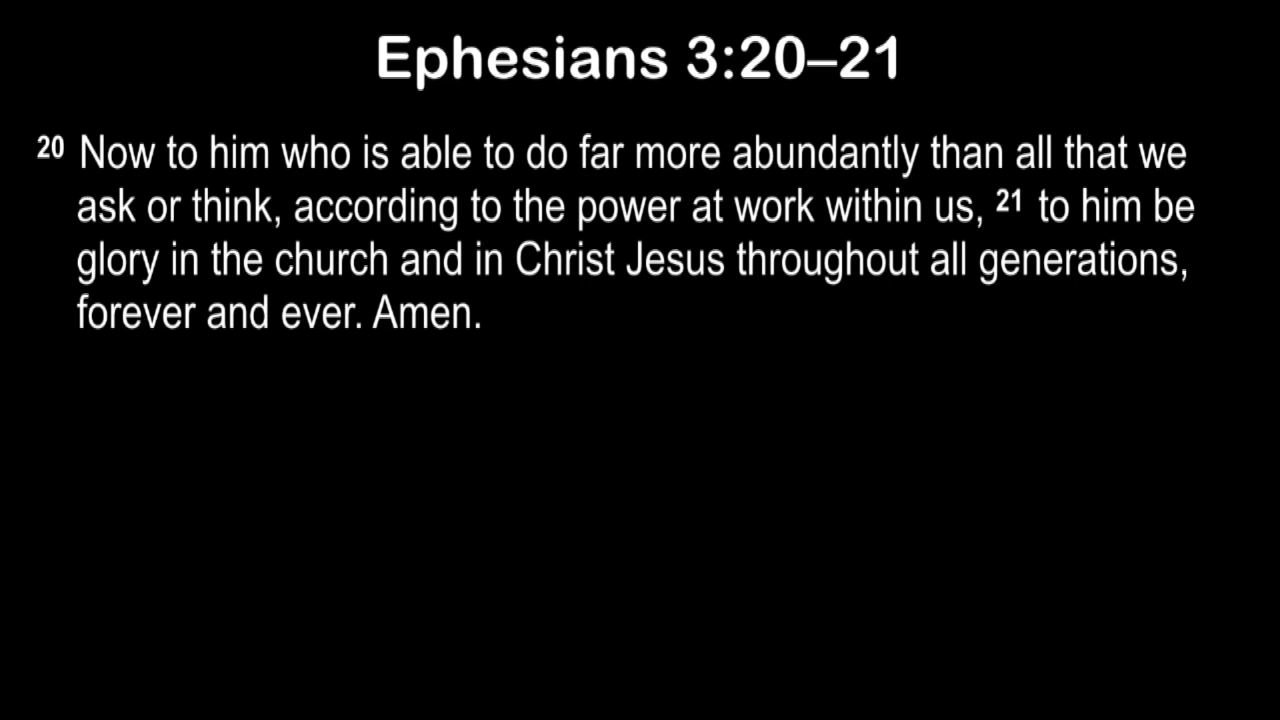 Ephesians 3:20–21
20 Now to him who is able to do far more abundantly than all that we
ask or think, according to the power at work within us, 21 to him be
glory in the church and in Christ Jesus throughout all generations,
forever and ever. Amen.